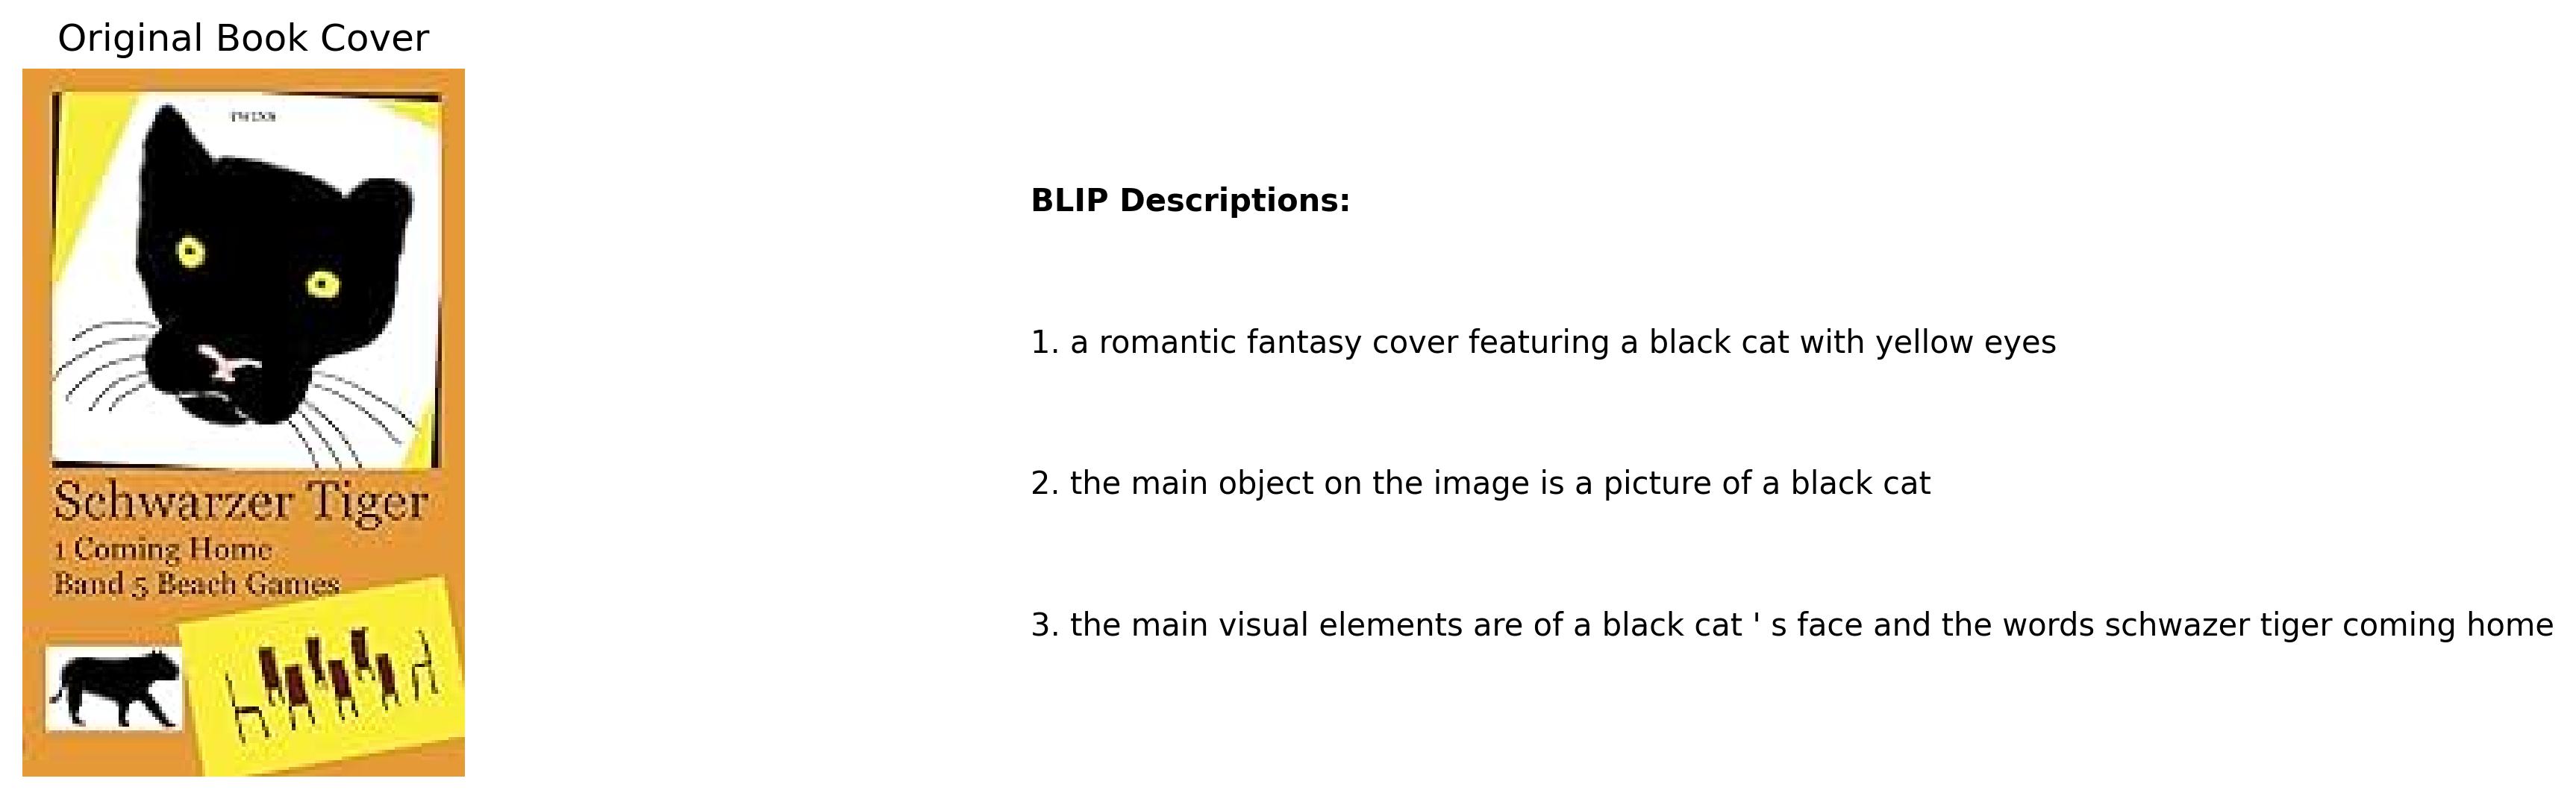 Original Book Cover
Schwarzer Tiger
1 Coming Home
Band 5 Beach Games
BLIP Descriptions:
1. a romantic fantasy cover featuring a black cat with yellow eyes
2. the main object on the image is a picture of a black cat
3. the main visual elements are of a black cat ' s face and the words schwazer tiger coming home